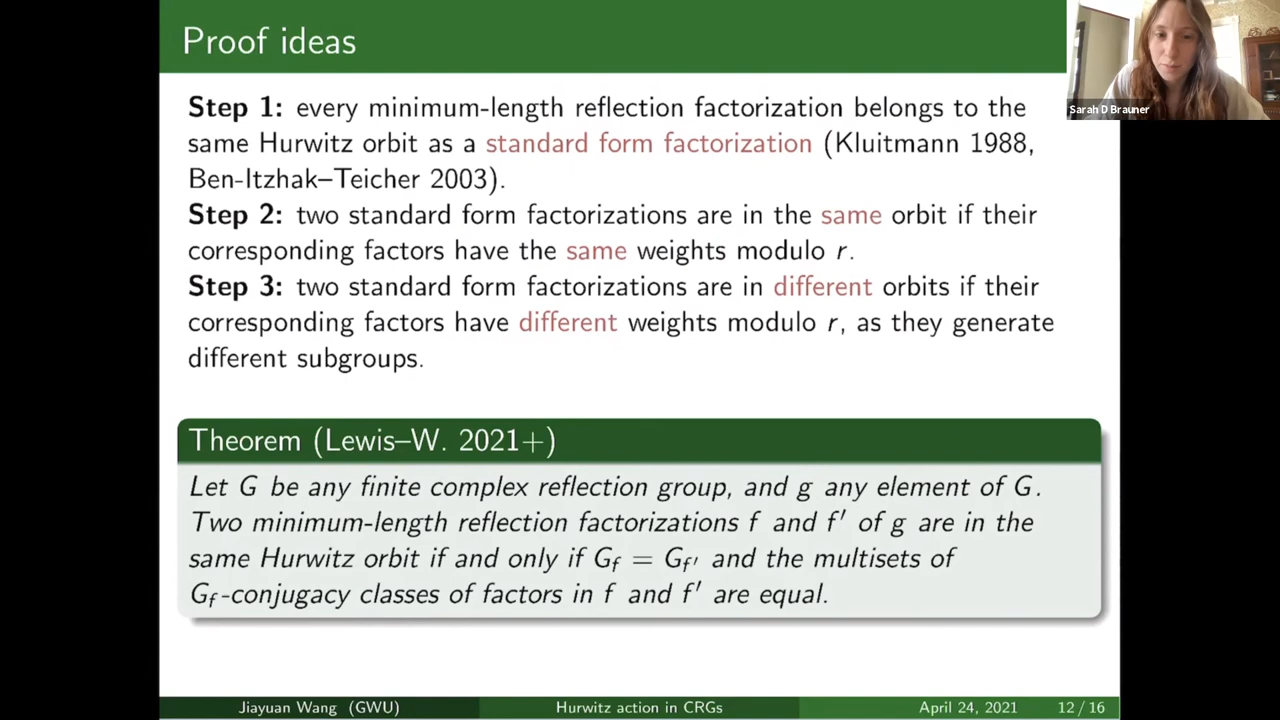 Proof ideas
Sarah D Brauner
Step 1: every minimum-length reflection factorization belongs to the
same Hurwitz orbit as a standard form factorization (Kluitmann 1988,
Ben-Itzhak–Teicher 2003).
Step 2: two standard form factorizations are in the same orbit if their
corresponding factors have the same weights modulo r.
Step 3: two standard form factorizations are in different orbits if their
corresponding factors have different weights modulo r, as they generate
different subgroups.
Theorem (Lewis–W. 2021+)
Let G be any finite complex reflection group, and g any element of G.
Two minimum-length reflection factorizations f and f′ of g are in the
same Hurwitz orbit if and only if G_f = G_f′ and the multisets of
G_f-conjugacy classes of factors in f and f′ are equal.
Jiayuan Wang (GWU)
Hurwitz action in CRGs
April 24, 2021
12 / 16